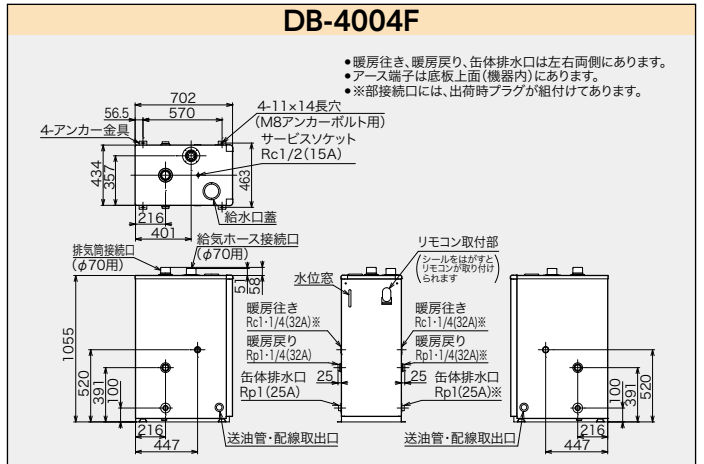 DB-4004F
●暖房往き、暖房戻り、缶体排水口は左右両側にあります。
●アース端子は底板上面(機器内)にあります。
●※部接続口には、出荷時プラグが組付けてあります。
702
56.5
570
4-11×14長穴
(M8アンカーボルト用)
4-アンカー金具
サービスソケット
Rc1/2(15A)
434
357
463
216
401
給水口蓋
排気筒接続口
(φ70用)
給気ホース接続口
(φ70用)
51
58
水位窓
リモコン取付部
(シールをはがすと
リモコンが取り付け
られます)
暖房往き
Rc1・1/4(32A)※
暖房戻り
Rp1・1/4(32A)
缶体排水口
Rp1(25A)
25
暖房往き
Rc1・1/4(32A)※
暖房戻り
Rp1・1/4(32A)※
25
缶体排水口
Rp1(25A)※
1055
520
391
100
216
447
送油管・配線取出口
送油管・配線取出口
100
391
520
216
447